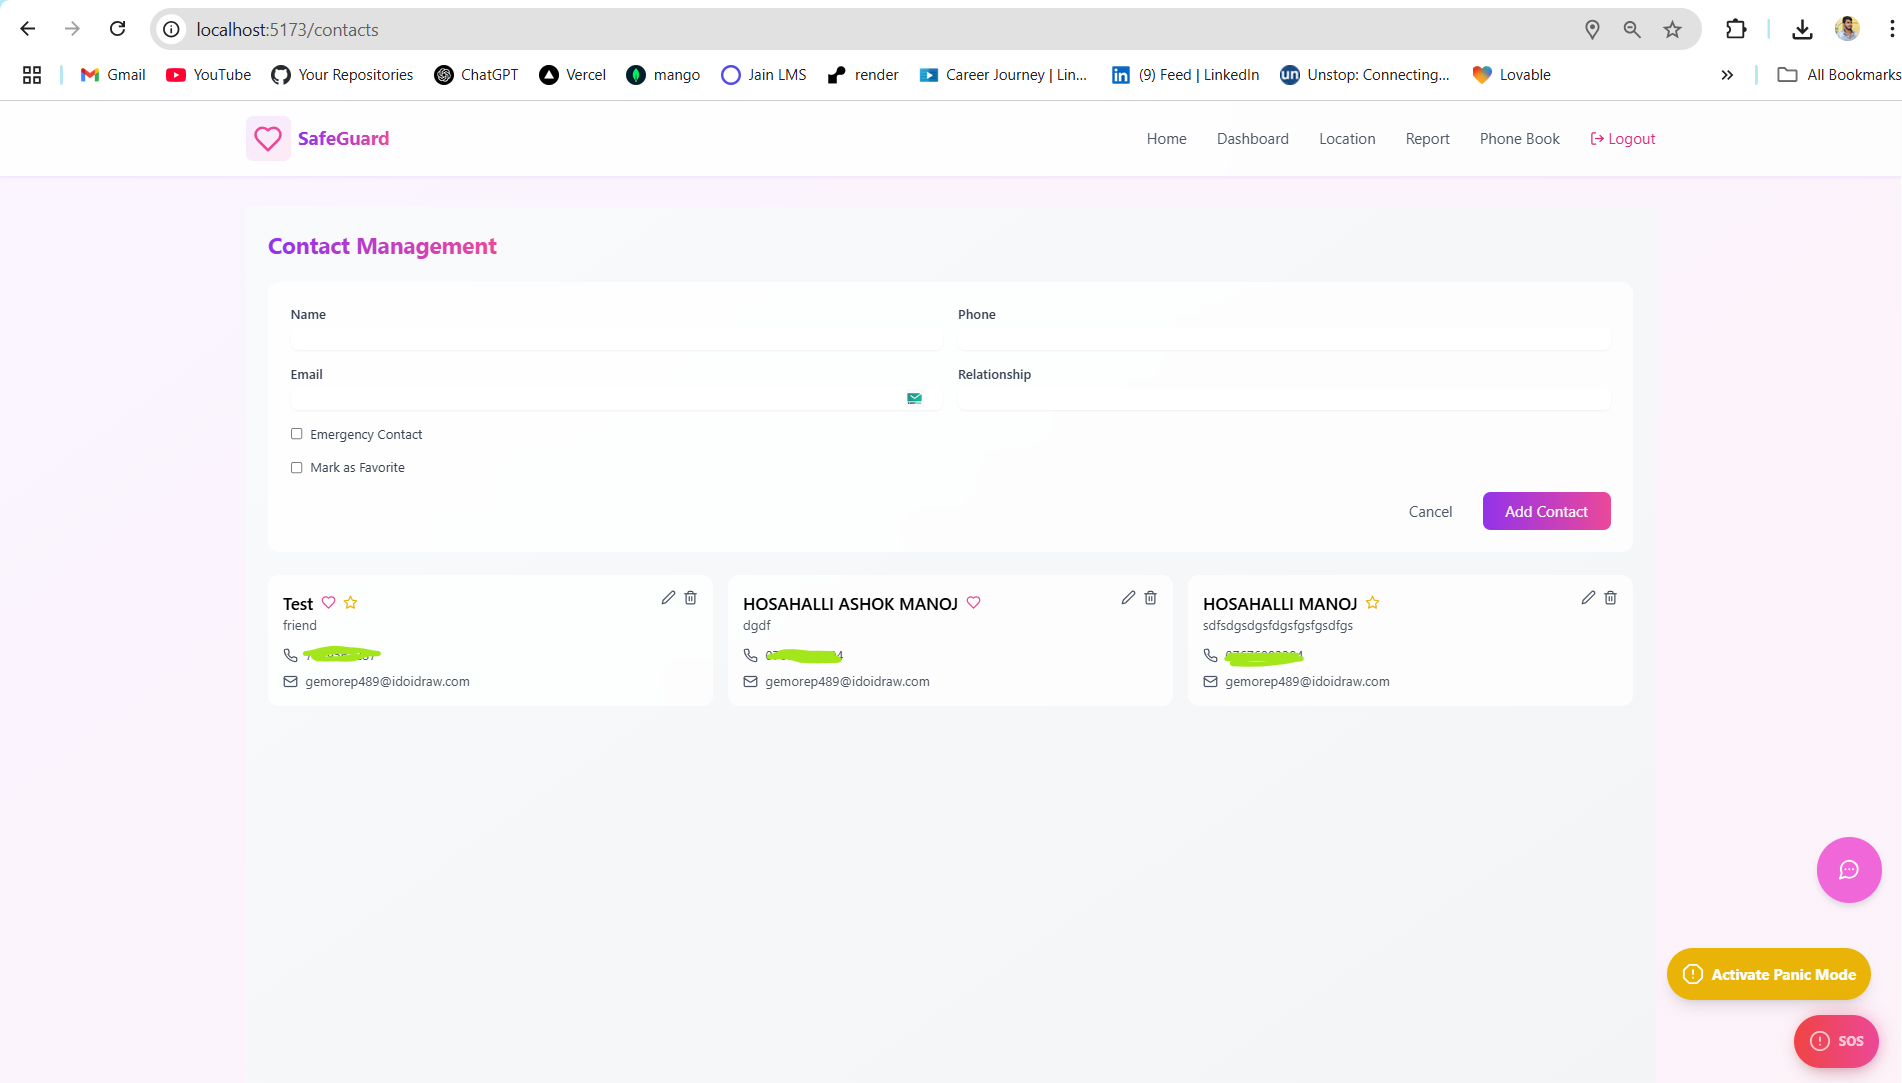 localhost:5173/contacts
Gmail YouTube Your Repositories ChatGPT Vercel mango Jain LMS render Career Journey | Lin... (9) Feed | LinkedIn Unstop: Connecting... Lovable » All Bookmarks
SafeGuard Home Dashboard Location Report Phone Book Logout
Contact Management
Name Phone
Email Relationship
Emergency Contact
Mark as Favorite
Cancel Add Contact
Test HOSAHALLI ASHOK MANOJ HOSAHALLI MANOJ
friend dgdf sdfsdgsdgsfdgsfgsfgsdfgs
gemorep489@idoidraw.com gemorep489@idoidraw.com gemorep489@idoidraw.com
Activate Panic Mode
SOS